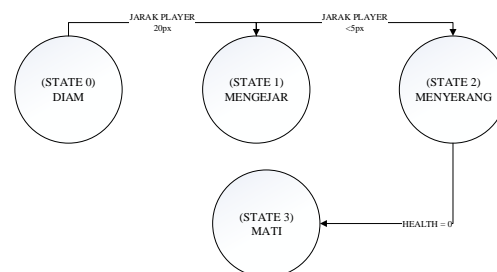 JARAK PLAYER
20px
JARAK PLAYER
<5px
(STATE 0)
DIAM
(STATE 1)
MENGEJAR
(STATE 2)
MENYERANG
(STATE 3)
MATI
HEALTH = 0